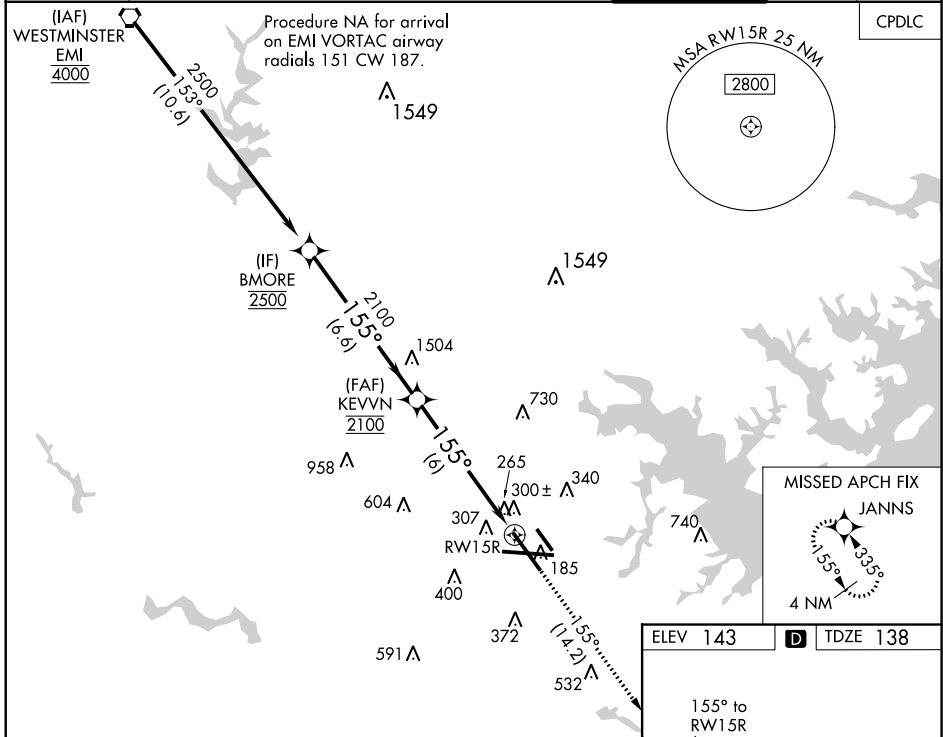 (IAF)
WESTMINSTER
EMI
4000
Procedure NA for arrival
on EMI VORTAC airway
radials 151 CW 187.
CPDLC
MSA RW15R 25 NM
2800
2500
153°
(10.6)
1549
(IF)
BMORE
2500
1549
2100
155°
(6.6)
1504
(FAF)
KEVVN
2100
730
155°
(6)
958
265
300±
340
604
307
RW15R
740
185
400
372
591
155°
(14.2)
532
MISSED APCH FIX
JANNS
155°
335°
4 NM
ELEV 143
D
TDZE 138
155° to
RW15R